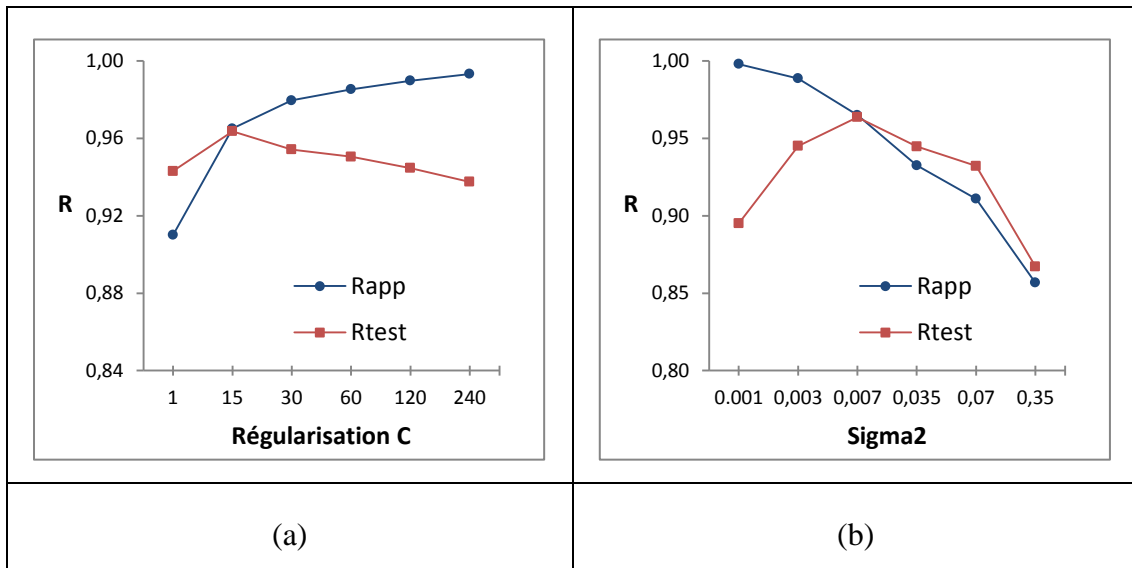 1,00
0,96
0,92
0,88
0,84
R
Rapp
Rtest
1 15 30 60 120 240
Régularisation C
1,00
0,95
0,90
0,85
0,80
R
Rapp
Rtest
0.001 0,003 0,007 0,035 0,07 0,35
Sigma2
(a)
(b)